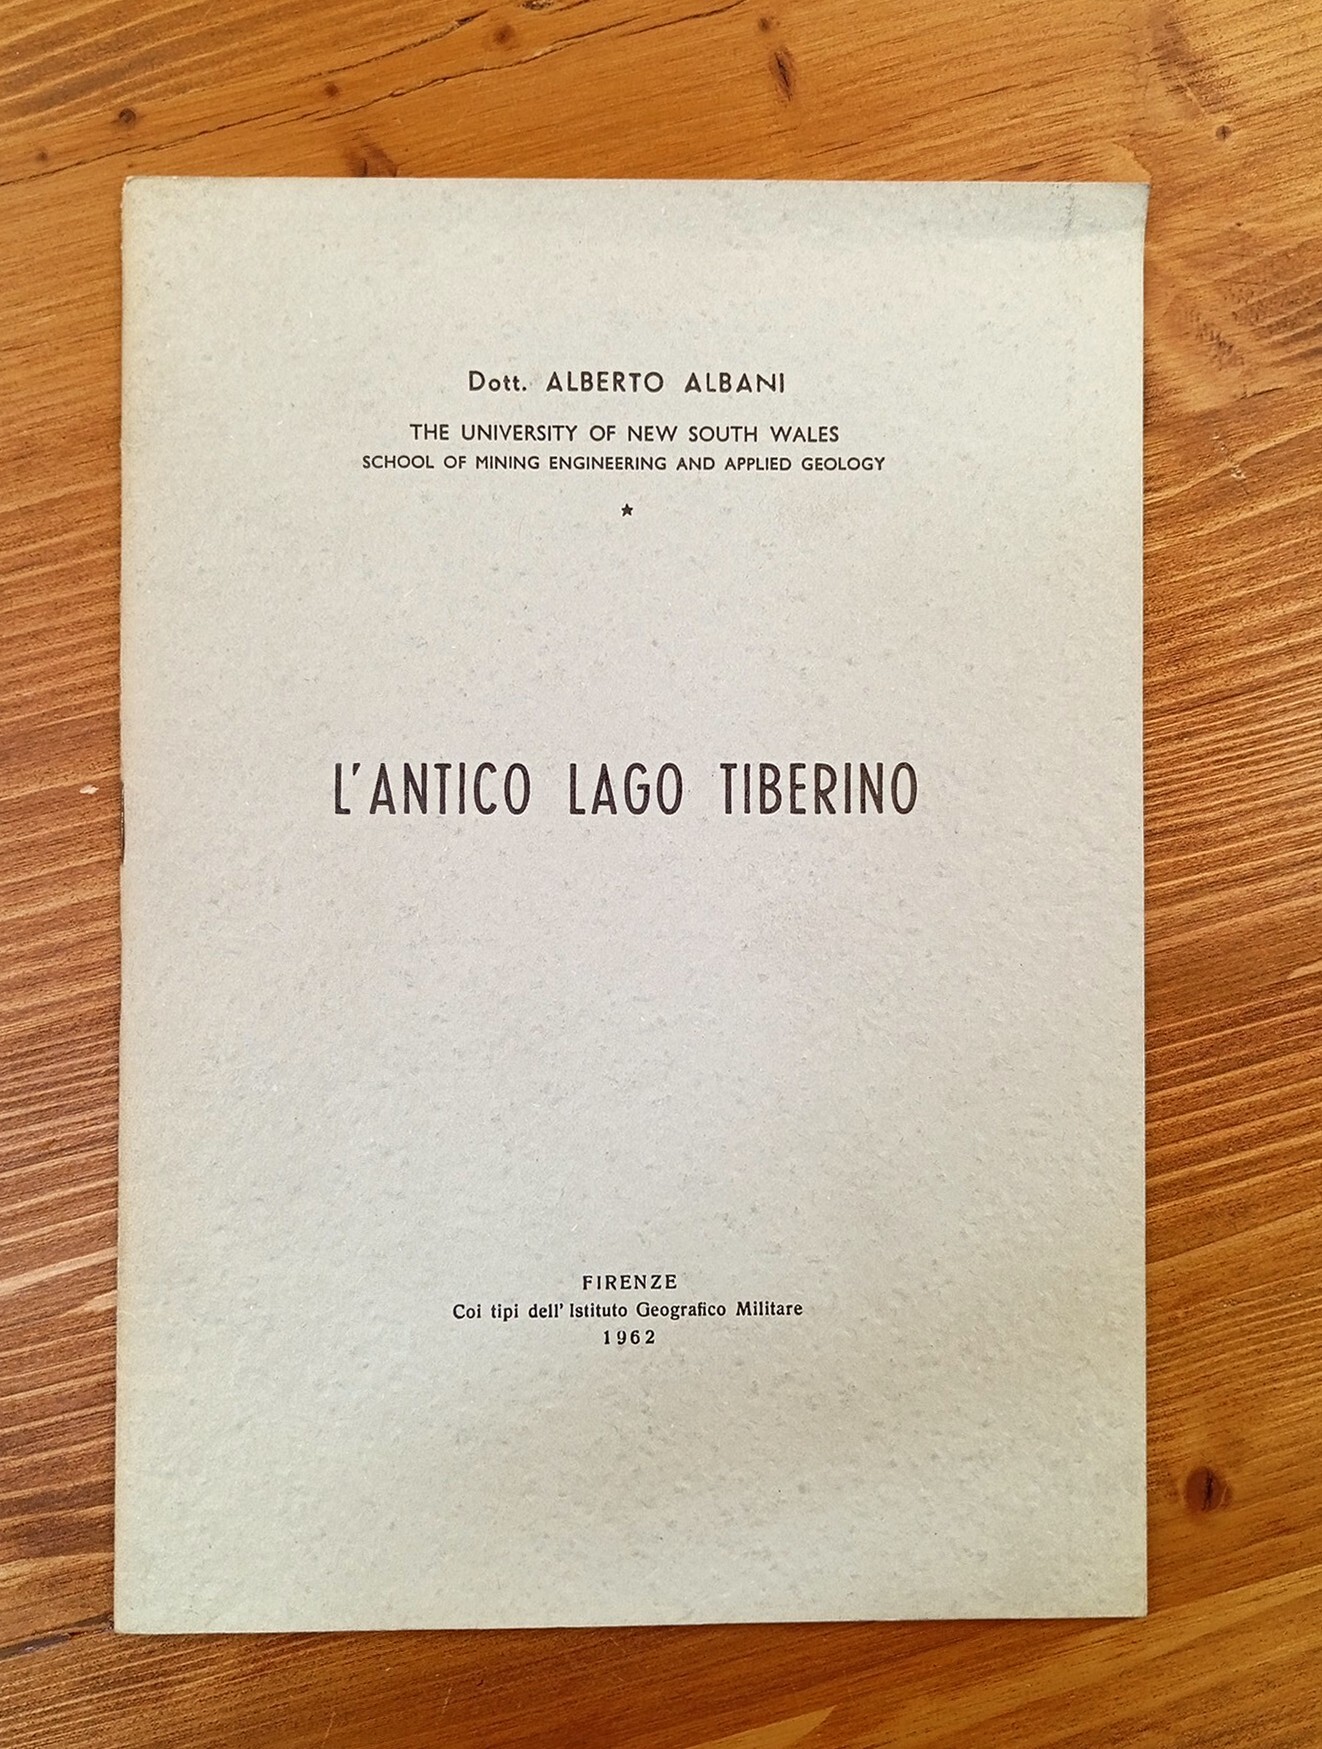 Dott. ALBERTO ALBANI
THE UNIVERSITY OF NEW SOUTH WALES
SCHOOL OF MINING ENGINEERING AND APPLIED GEOLOGY
★
L'ANTICO LAGO TIBERINO
FIRENZE
Coi tipi dell' Istituto Geografico Militare
1962